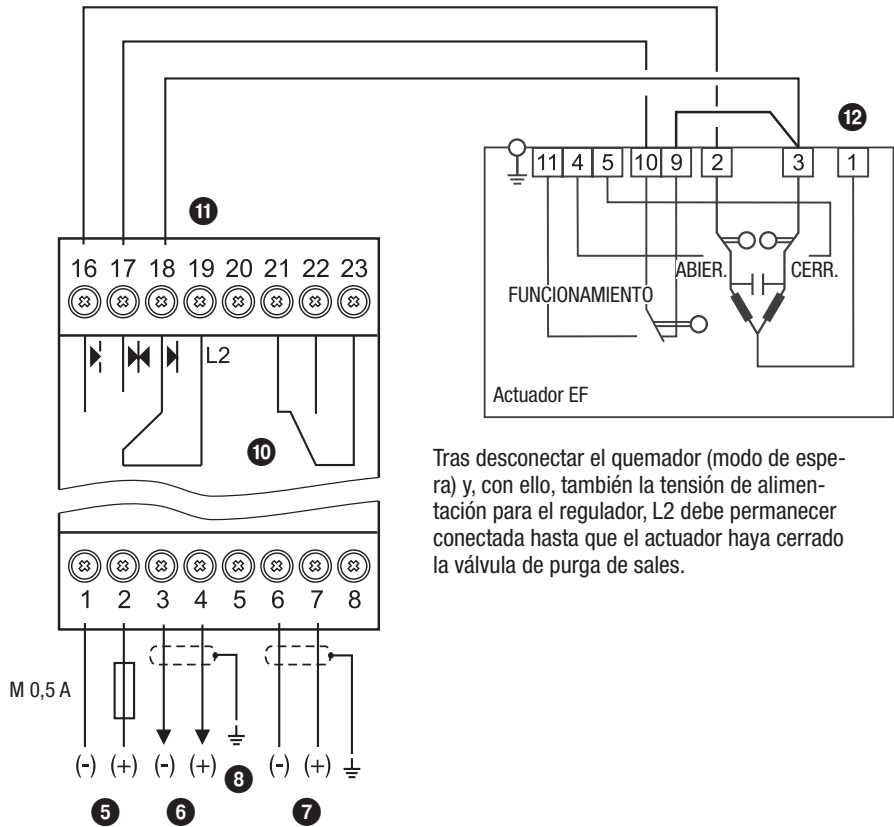 12
11 4 5 10 9 2 3 1
11
16 17 18 19 20 21 22 23
ABIER. CERR.
FUNCIONAMIENTO
L2
Actuador EF
10
Tras desconectar el quemador (modo de espe-
ra) y, con ello, también la tensión de alimen-
tación para el regulador, L2 debe permanecer
conectada hasta que el actuador haya cerrado
la válvula de purga de sales.
1 2 3 4 5 6 7 8
M 0,5 A
(-) (+) (-) (+) 8 (-) (+)
5 6 7